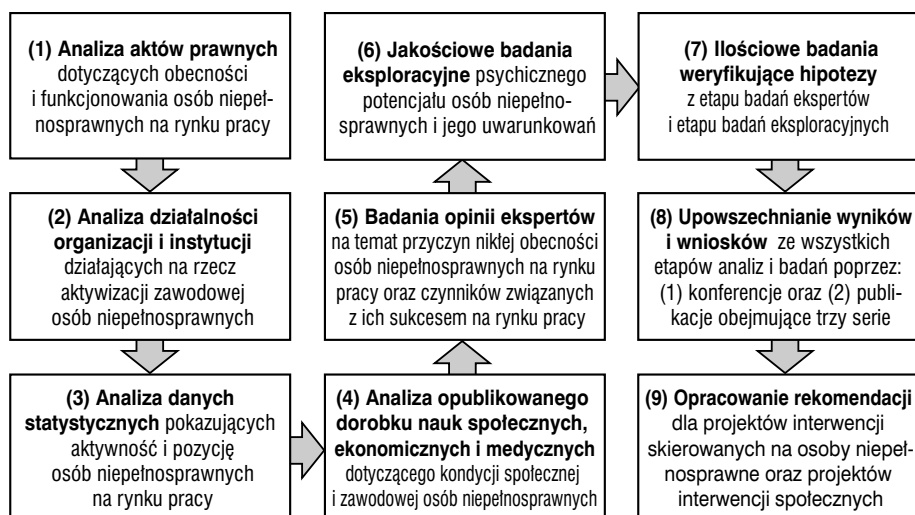 (1) Analiza aktów prawnych
dotyczących obecności
i funkcjonowania osób niepeł-
nosprawnych na rynku pracy
(2) Analiza działalności
organizacji i instytucji
działających na rzecz
aktywizacji zawodowej
osób niepełnosprawnych
(3) Analiza danych
statystycznych pokazujących
aktywność i pozycję
osób niepełnosprawnych
na rynku pracy
(4) Analiza opublikowanego
dorobku nauk społecznych,
ekonomicznych i medycznych
dotyczącego kondycji społecznej
i zawodowej osób niepełnosprawnych
(5) Badania opinii ekspertów
na temat przyczyn nikłej obecności
osób niepełnosprawnych na rynku
pracy oraz czynników związanych
z ich sukcesem na rynku pracy
(6) Jakościowe badania
eksploracyjne psychicznego
potencjału osób niepełno-
sprawnych i jego uwarunkowań
(7) Ilościowe badania
weryfikujące hipotezy
z etapu badań ekspertów
i etapu badań eksploracyjnych
(8) Upowszechnianie wyników
i wniosków ze wszystkich
etapów analiz i badań poprzez:
(1) konferencje oraz (2) publi-
kacje obejmujące trzy serie
(9) Opracowanie rekomendacji
dla projektów interwencji
skierowanych na osoby niepeł-
nosprawne oraz projektów
interwencji społecznych